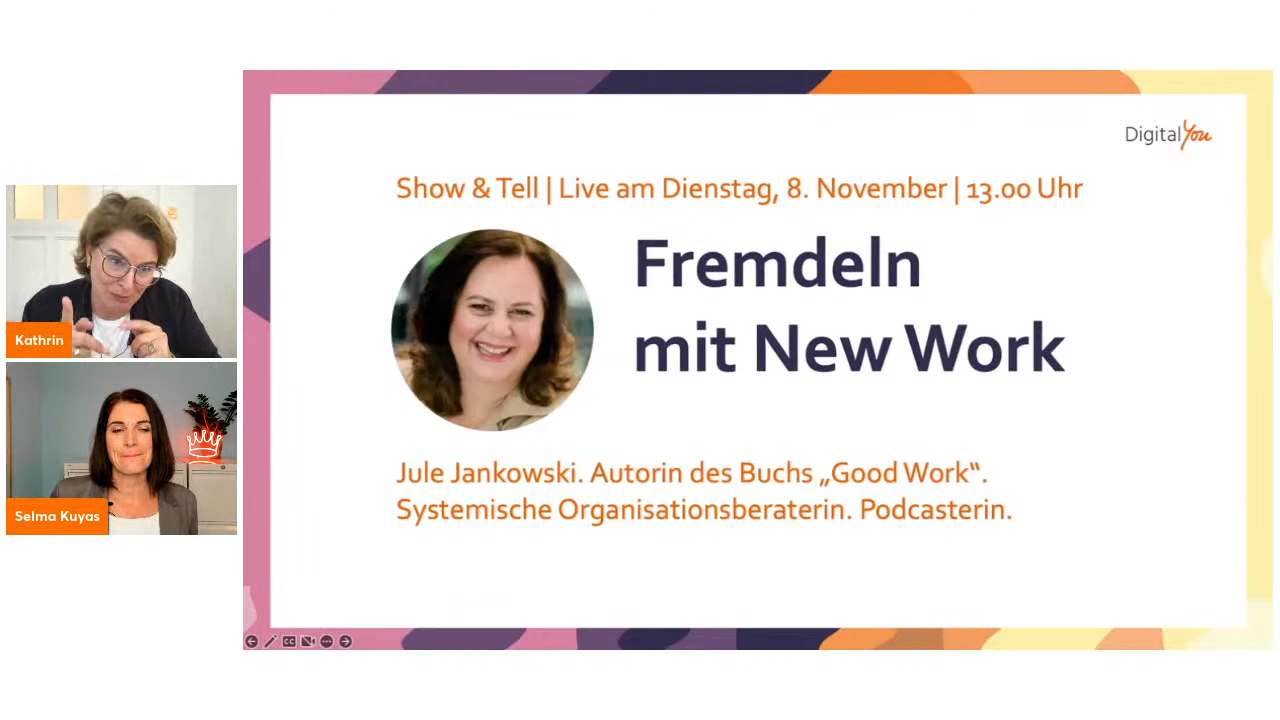 DigitalYou
Show & Tell | Live am Dienstag, 8. November | 13.00 Uhr
Fremdeln
mit New Work
Jule Jankowski. Autorin des Buchs „Good Work“.
Systemische Organisationsberaterin. Podcasterin.
Kathrin
Selma Kuyas
CC